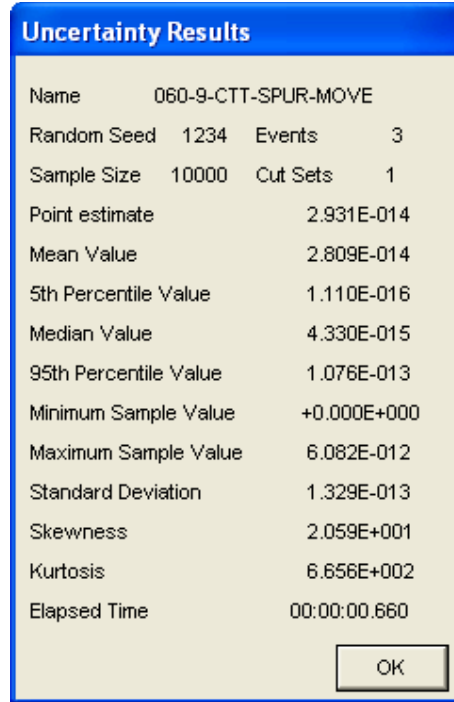 Uncertainty Results
Name 060-9-CTT-SPUR-MOVE
Random Seed 1234 Events 3
Sample Size 10000 Cut Sets 1
Point estimate 2.931E-014
Mean Value 2.809E-014
5th Percentile Value 1.110E-016
Median Value 4.330E-015
95th Percentile Value 1.076E-013
Minimum Sample Value +0.000E+000
Maximum Sample Value 6.082E-012
Standard Deviation 1.329E-013
Skewness 2.059E+001
Kurtosis 6.656E+002
Elapsed Time 00:00:00.660
OK